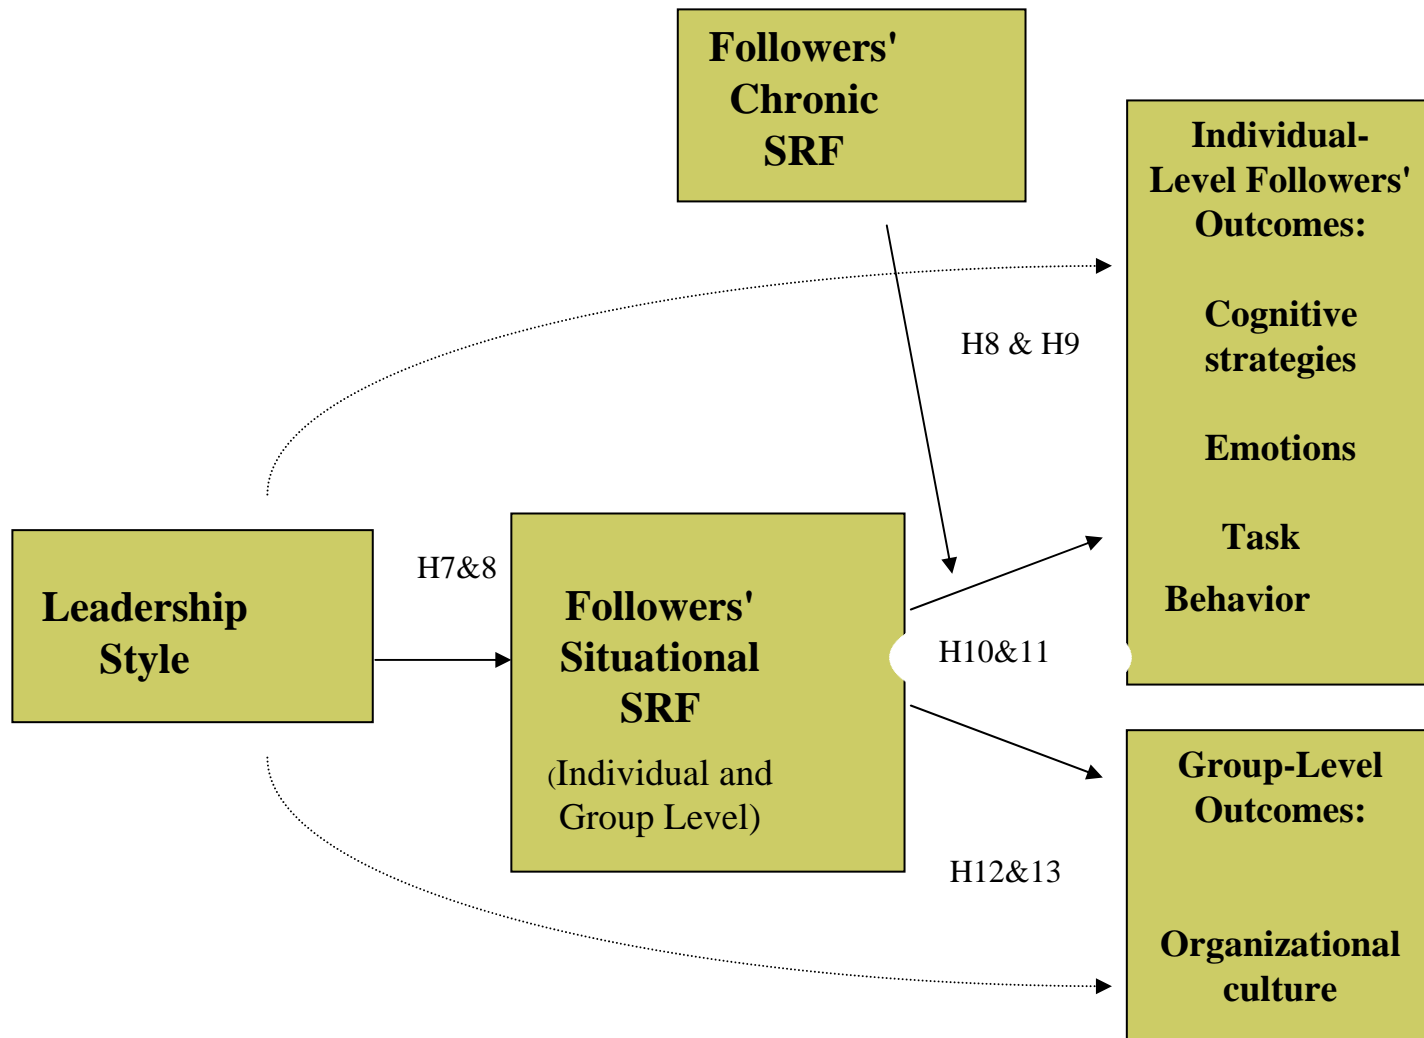 Followers'
Chronic
SRF
Individual-
Level Followers'
Outcomes:
Cognitive
strategies
Emotions
Task
Behavior
H8 & H9
H7&8
Leadership
Style
Followers'
Situational
SRF
(Individual and
Group Level)
H10&11
H12&13
Group-Level
Outcomes:
Organizational
culture